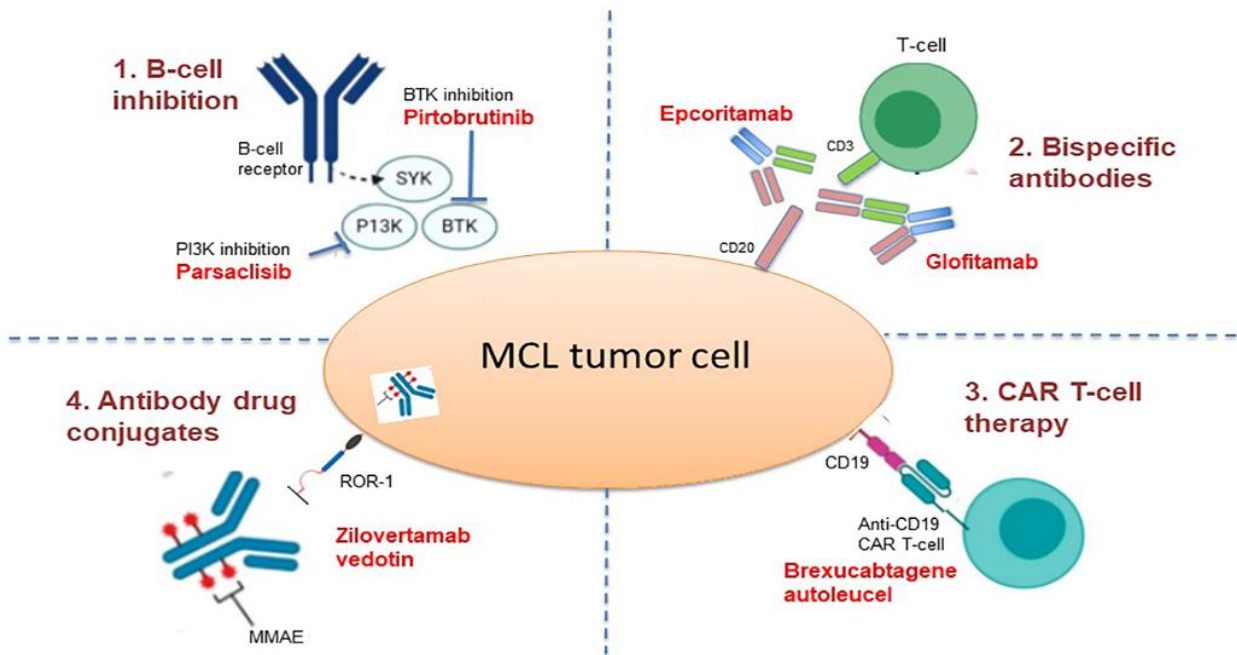 1. B-cell
inhibition
B-cell
receptor
BTK inhibition
Pirtobrutinib
SYK
P13K
BTK
PI3K inhibition
Parsaclisib
T-cell
Epcoritamab
CD3
2. Bispecific
antibodies
CD20
Glofitamab
MCL tumor cell
3. CAR T-cell
therapy
CD19
Anti-CD19
CAR T-cell
Brexucabtagene
autoleucel
4. Antibody drug
conjugates
ROR-1
Zilovertamab
vedotin
MMAE